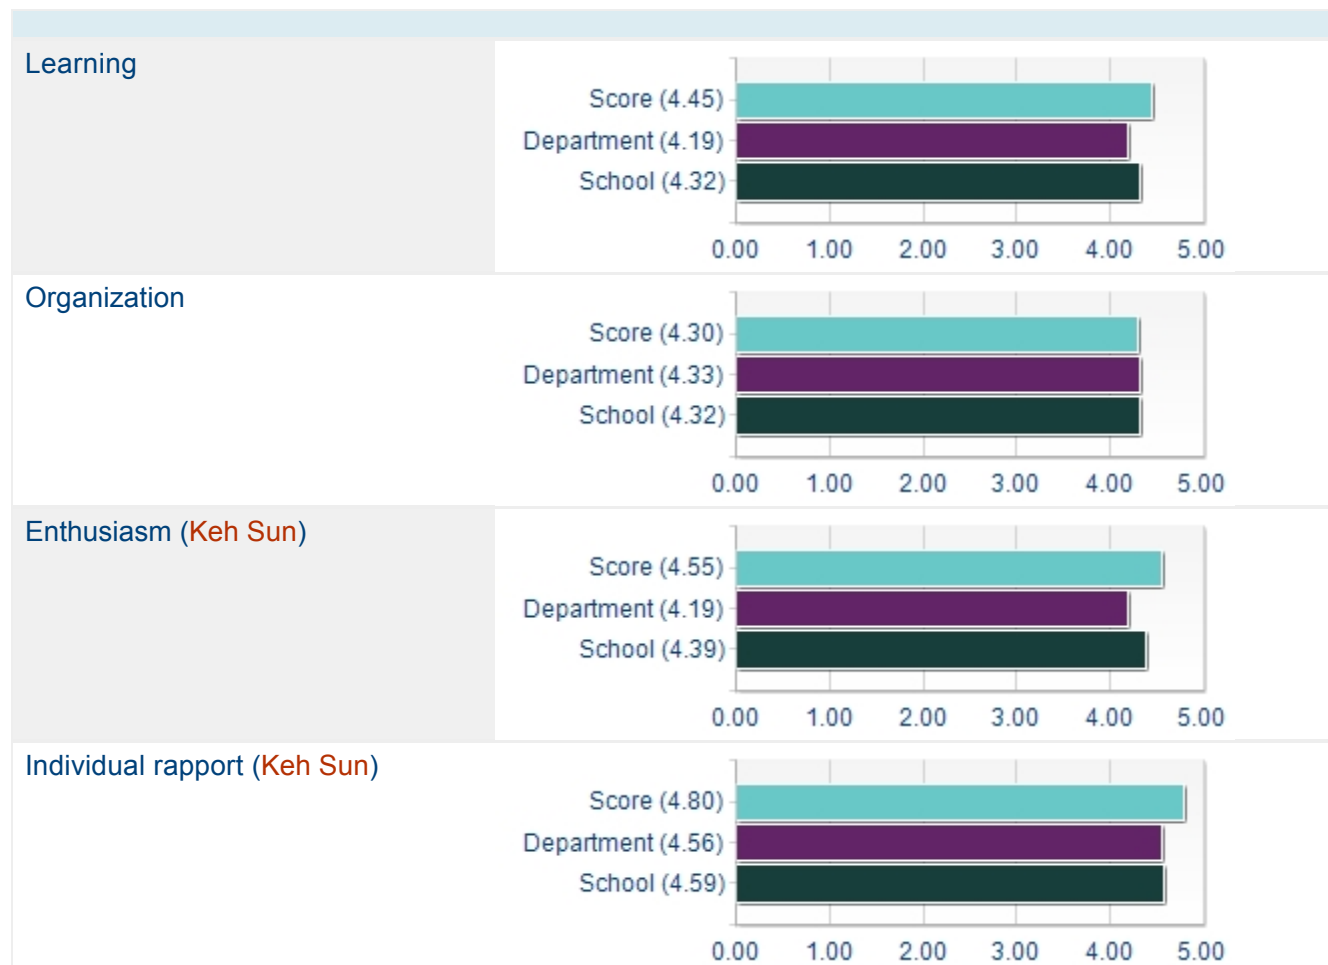 Learning
Score (4.45)
Department (4.19)
School (4.32)
0.00 1.00 2.00 3.00 4.00 5.00
Organization
Score (4.30)
Department (4.33)
School (4.32)
0.00 1.00 2.00 3.00 4.00 5.00
Enthusiasm (Keh Sun)
Score (4.55)
Department (4.19)
School (4.39)
0.00 1.00 2.00 3.00 4.00 5.00
Individual rapport (Keh Sun)
Score (4.80)
Department (4.56)
School (4.59)
0.00 1.00 2.00 3.00 4.00 5.00